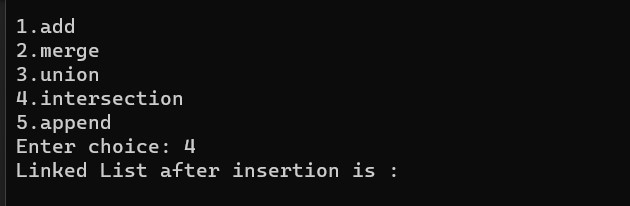 1.add
2.merge
3.union
4.intersection
5.append
Enter choice: 4
Linked List after insertion is :